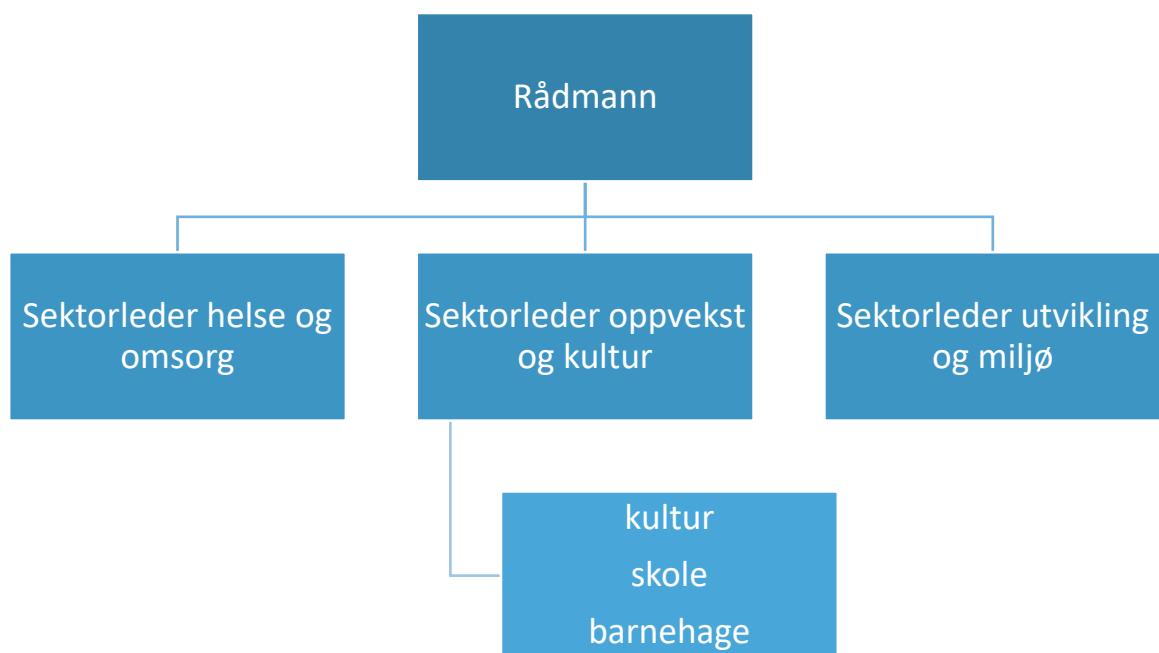 Rådmann
Sektorleder helse og
omsorg
Sektorleder oppvekst
og kultur
Sektorleder utvikling
og miljø
kultur
skole
barnehage